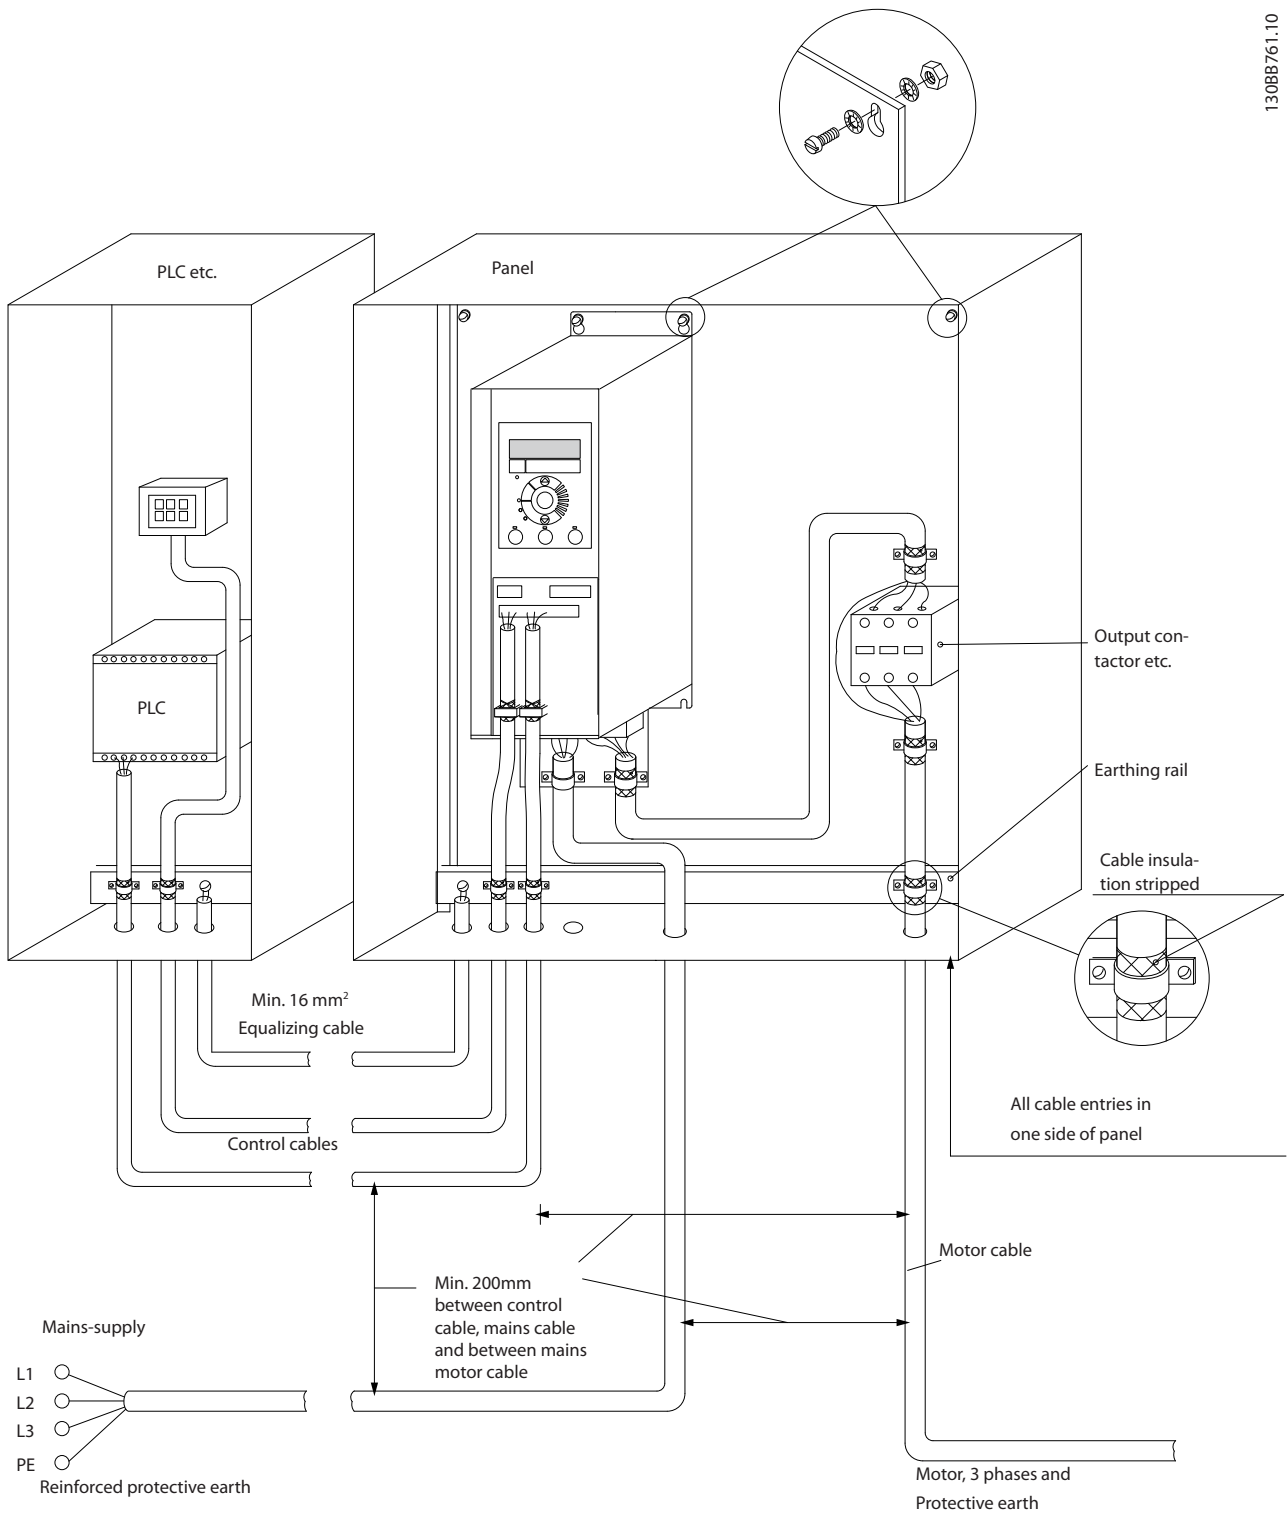 130BB761.10
PLC etc.
Panel
Output con-
tactor etc.
PLC
Earthing rail
Cable insula-
tion stripped
Min. 16 mm²
Equalizing cable
All cable entries in
one side of panel
Control cables
Motor cable
Min. 200mm
between control
cable, mains cable
and between mains
motor cable
Mains-supply
L1
L2
L3
PE
Reinforced protective earth
Motor, 3 phases and
Protective earth